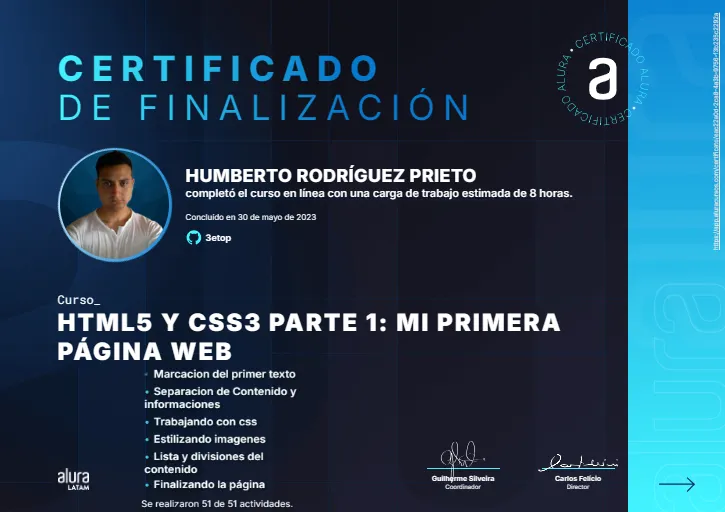 CERTIFICADO
DE FINALIZACIÓN
CERTIFICADO ALURA • CERTIFICADO ALURA •
a
HUMBERTO RODRÍGUEZ PRIETO
completó el curso en línea con una carga de trabajo estimada de 8 horas.
Concluído en 30 de mayo de 2023
3etop
Curso_
HTML5 Y CSS3 PARTE 1: MI PRIMERA
PÁGINA WEB
• Marcacion del primer texto
• Separacion de Contenido y
informaciones
• Trabajando con css
• Estilizando imagenes
• Lista y divisiones del
contenido
• Finalizando la página
Se realizaron 51 de 51 actividades.
alura
LATAM
Guilherme Silveira
Coordinador
Carlos Felício
Director
alura